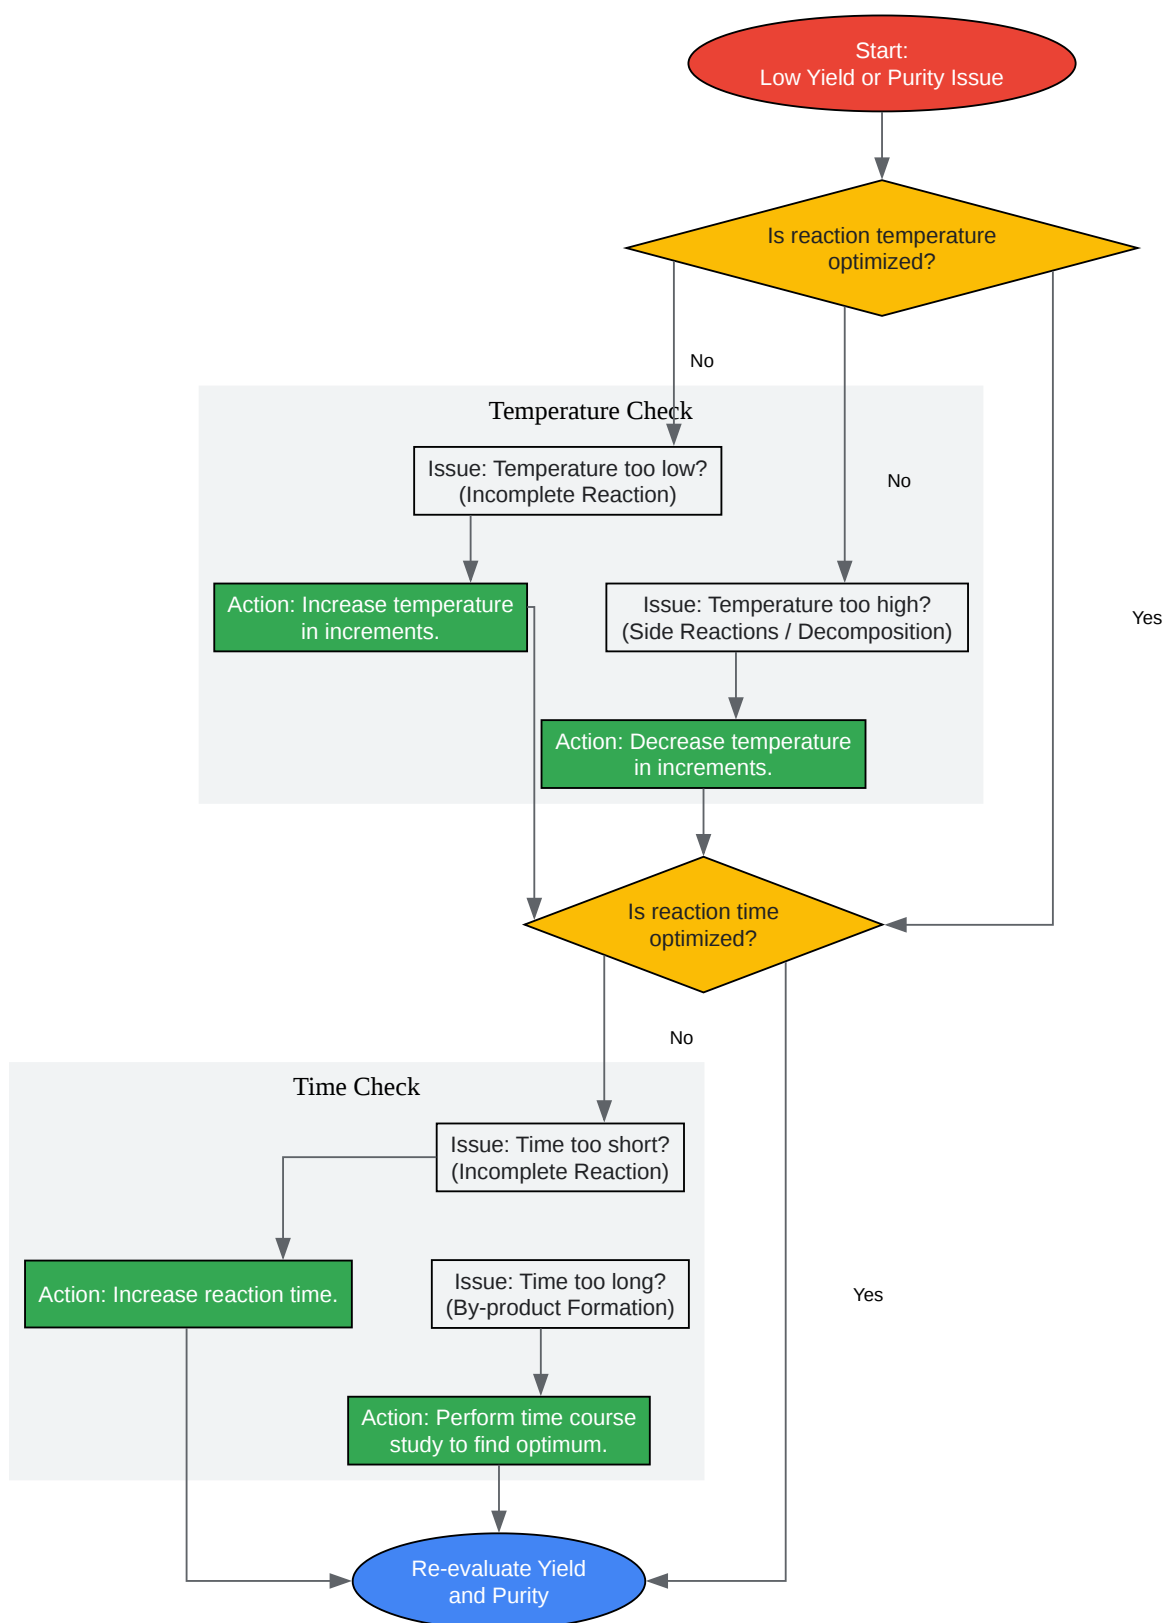 Start:
Low Yield or Purity Issue
Is reaction temperature
optimized?
No
Temperature Check
Issue: Temperature too low?
(Incomplete Reaction)
No
Action: Increase temperature
in increments.
Issue: Temperature too high?
(Side Reactions / Decomposition)
Yes
Action: Decrease temperature
in increments.
Is reaction time
optimized?
No
Time Check
Issue: Time too short?
(Incomplete Reaction)
Action: Increase reaction time.
Issue: Time too long?
(By-product Formation)
Yes
Action: Perform time course
study to find optimum.
Re-evaluate Yield
and Purity